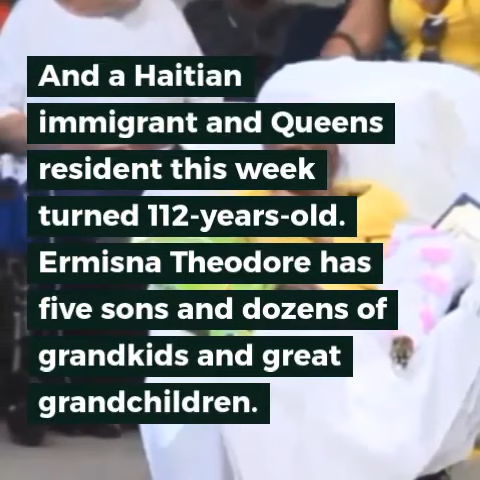 And a Haitian
immigrant and Queens
resident this week
turned 112-years-old.
Ermisna Theodore has
five sons and dozens of
grandkids and great
grandchildren.